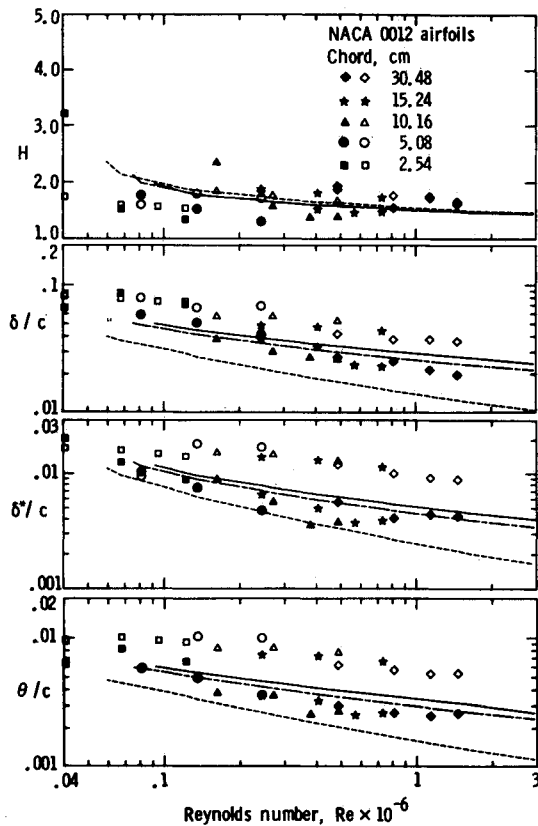 NACA 0012 airfoils
Chord, cm
30.48
15.24
10.16
5.08
2.54
5.0
4.0
3.0
2.0
1.0
H
.2
.1
.01
δ/c
.03
.01
.001
δ*/c
.02
.01
.001
θ/c
.04 0.1 1 3
Reynolds number, Re × 10⁻⁶